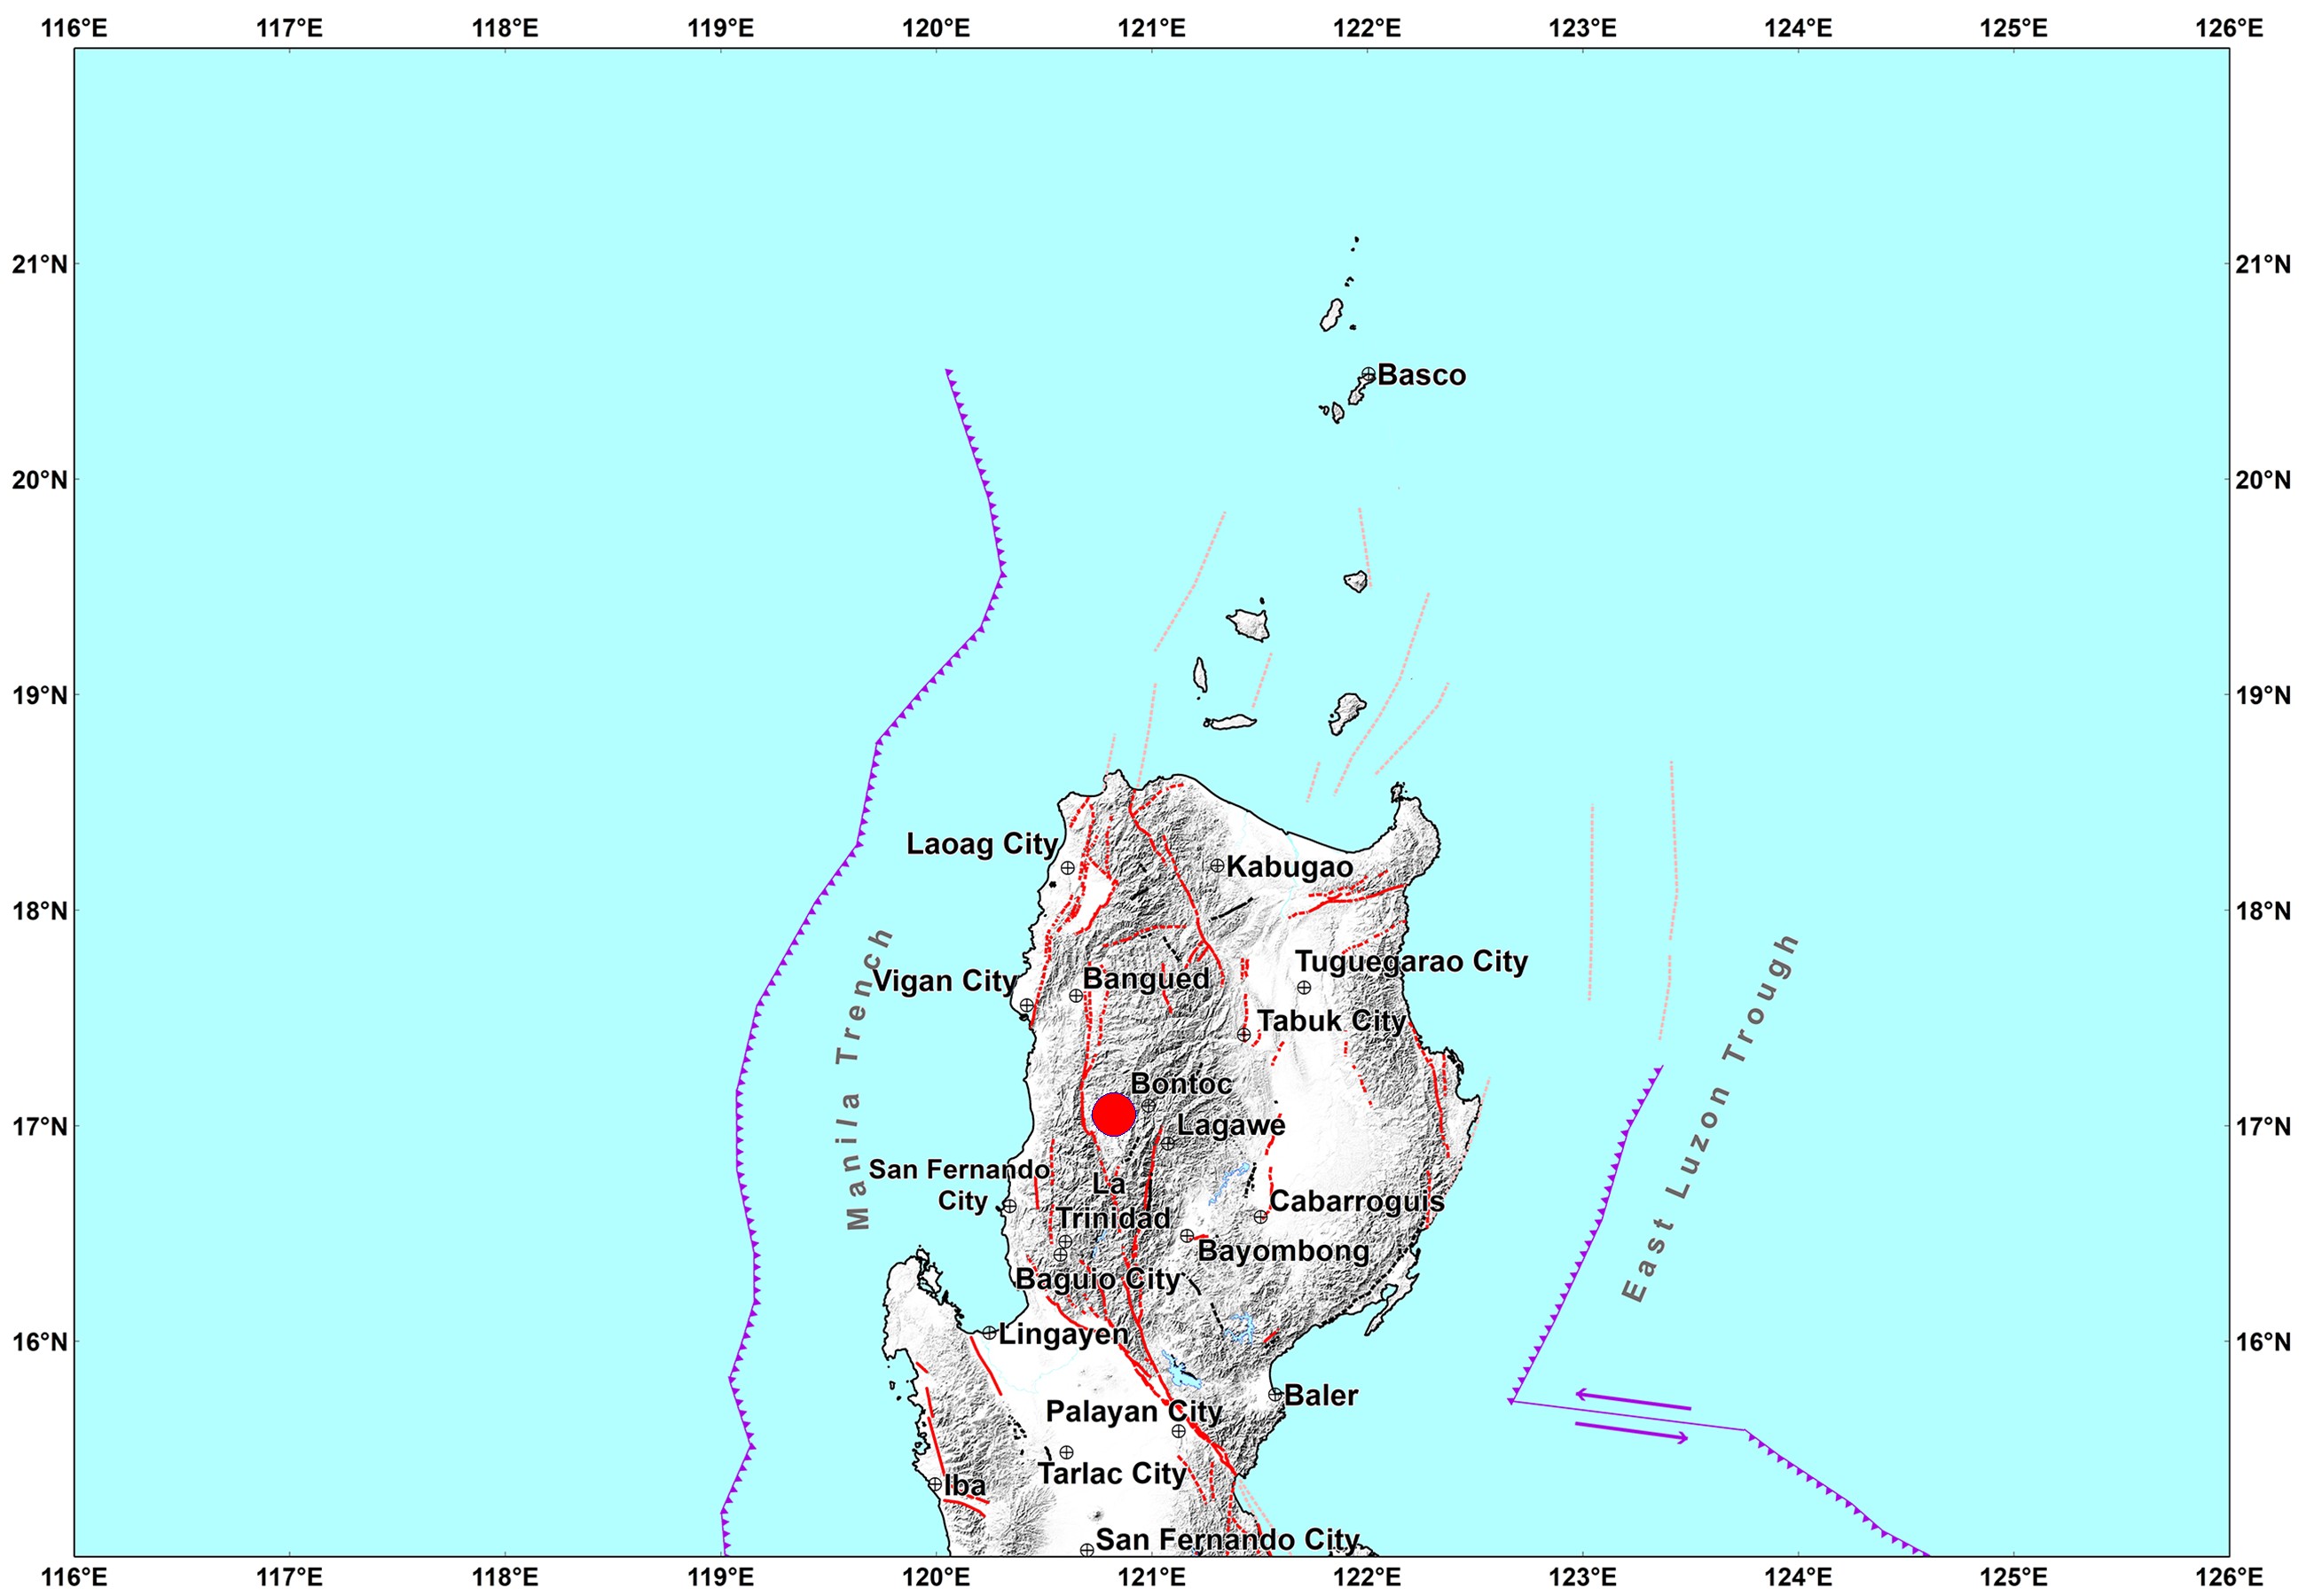 116°E 117°E 118°E 119°E 120°E 121°E 122°E 123°E 124°E 125°E 126°E
21°N 21°N
Basco
20°N 20°N
19°N 19°N
Laoag City
Kabugao
18°N 18°N
Manila Trench
East Luzon Trough
Tuguegarao City
Vigan City
Bangued
Tabuk City
Bontoc
17°N 17°N
Lagawe
San Fernando
City
La
Trinidad
Cabarroguis
Bayombong
Baguio City
16°N 16°N
Lingayen
Baler
Palayan City
Tarlac City
Iba
San Fernando City
116°E 117°E 118°E 119°E 120°E 121°E 122°E 123°E 124°E 125°E 126°E